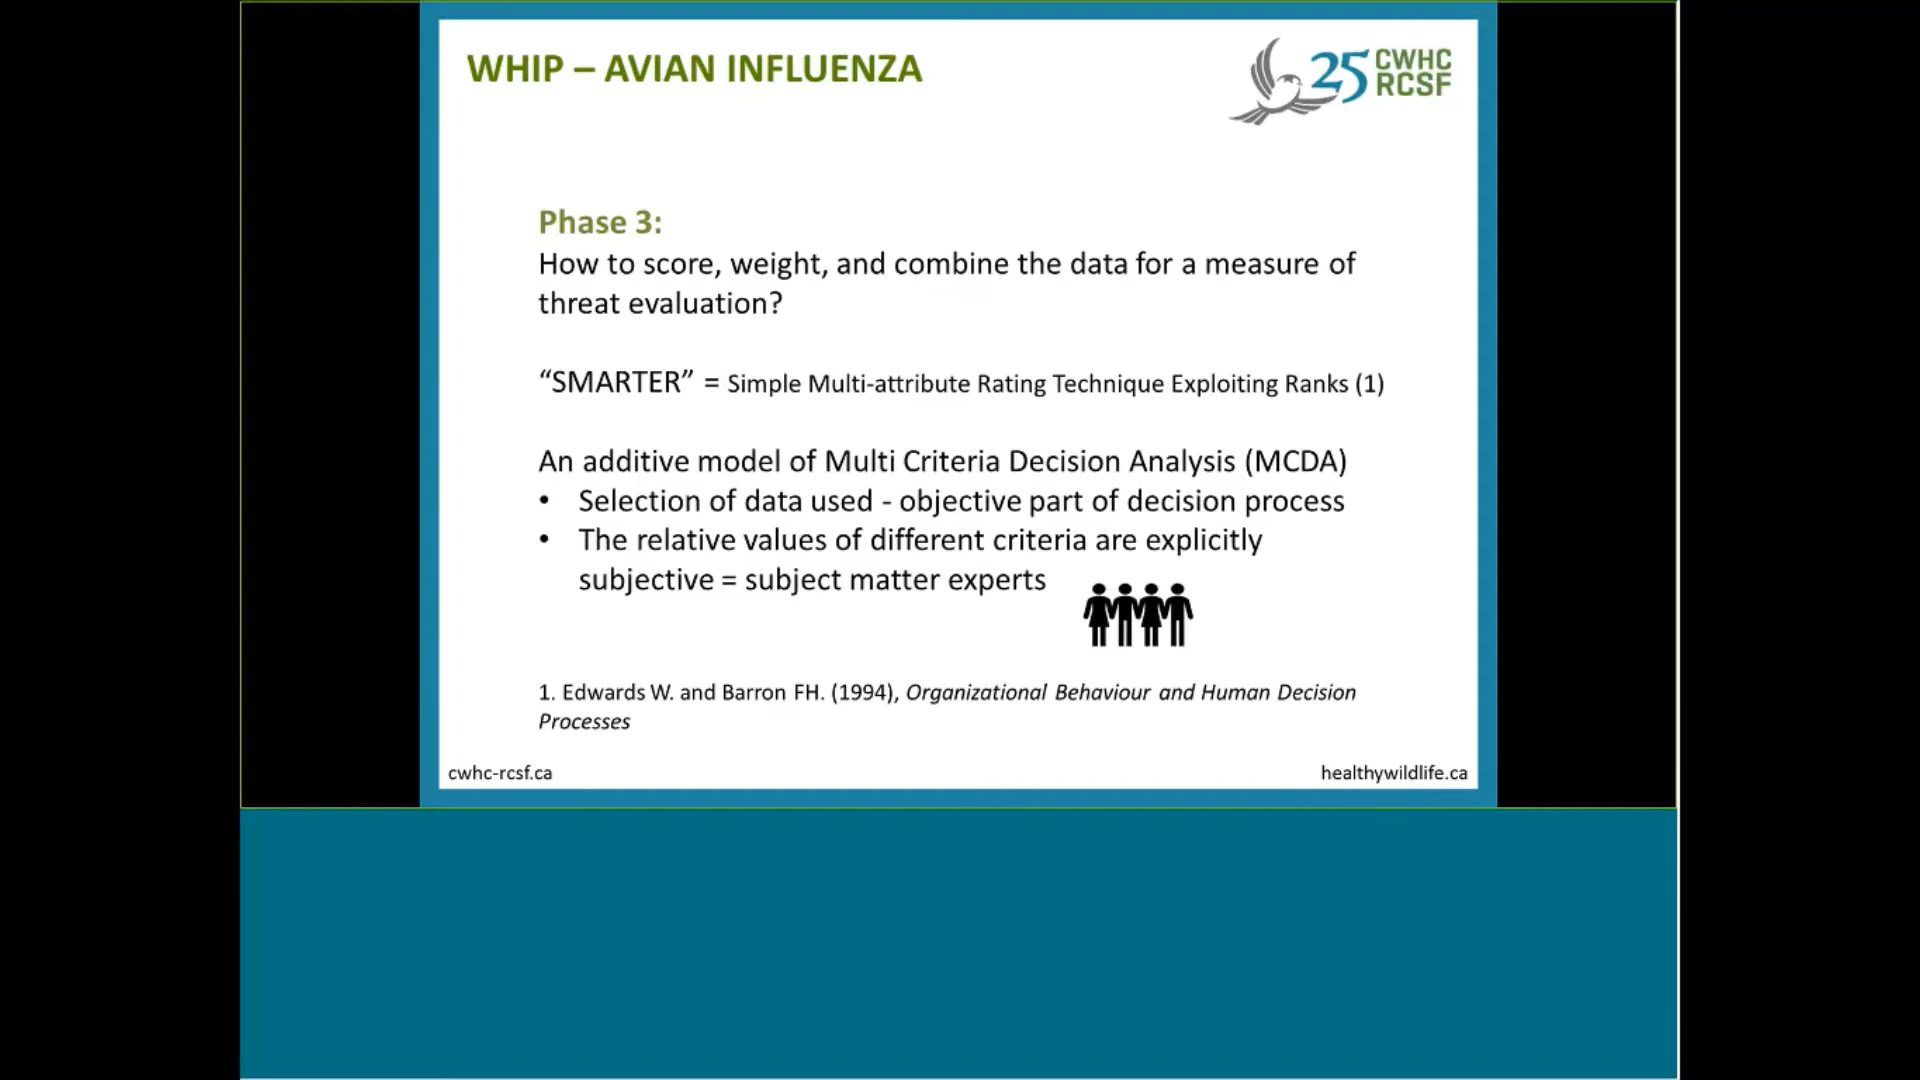 WHIP – AVIAN INFLUENZA
25 CWHC
RCSF
Phase 3:
How to score, weight, and combine the data for a measure of
threat evaluation?
“SMARTER” = Simple Multi-attribute Rating Technique Exploiting Ranks (1)
An additive model of Multi Criteria Decision Analysis (MCDA)
• Selection of data used - objective part of decision process
• The relative values of different criteria are explicitly
subjective = subject matter experts
1. Edwards W. and Barron FH. (1994), Organizational Behaviour and Human Decision
Processes
cwhc-rcsf.ca
healthywildlife.ca